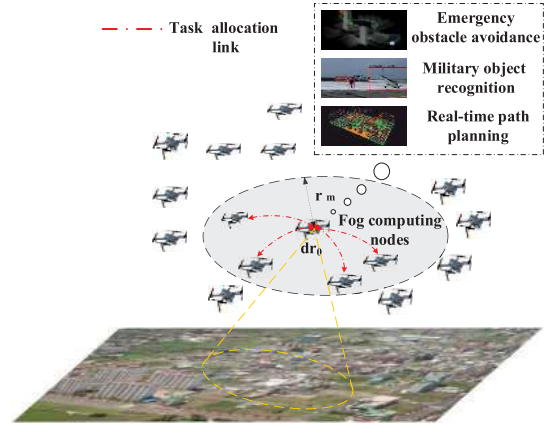 Task allocation
link
Emergency
obstacle avoidance
Military object
recognition
Real-time path
planning
r m
Fog computing
nodes
dr0